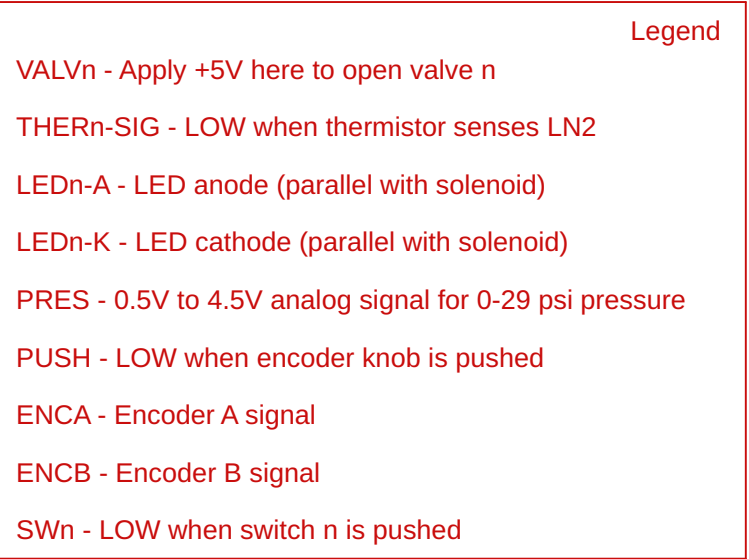 Legend
VALVn - Apply +5V here to open valve n
THERn-SIG - LOW when thermistor senses LN2
LEDn-A - LED anode (parallel with solenoid)
LEDn-K - LED cathode (parallel with solenoid)
PRES - 0.5V to 4.5V analog signal for 0-29 psi pressure
PUSH - LOW when encoder knob is pushed
ENCA - Encoder A signal
ENCB - Encoder B signal
SWn - LOW when switch n is pushed